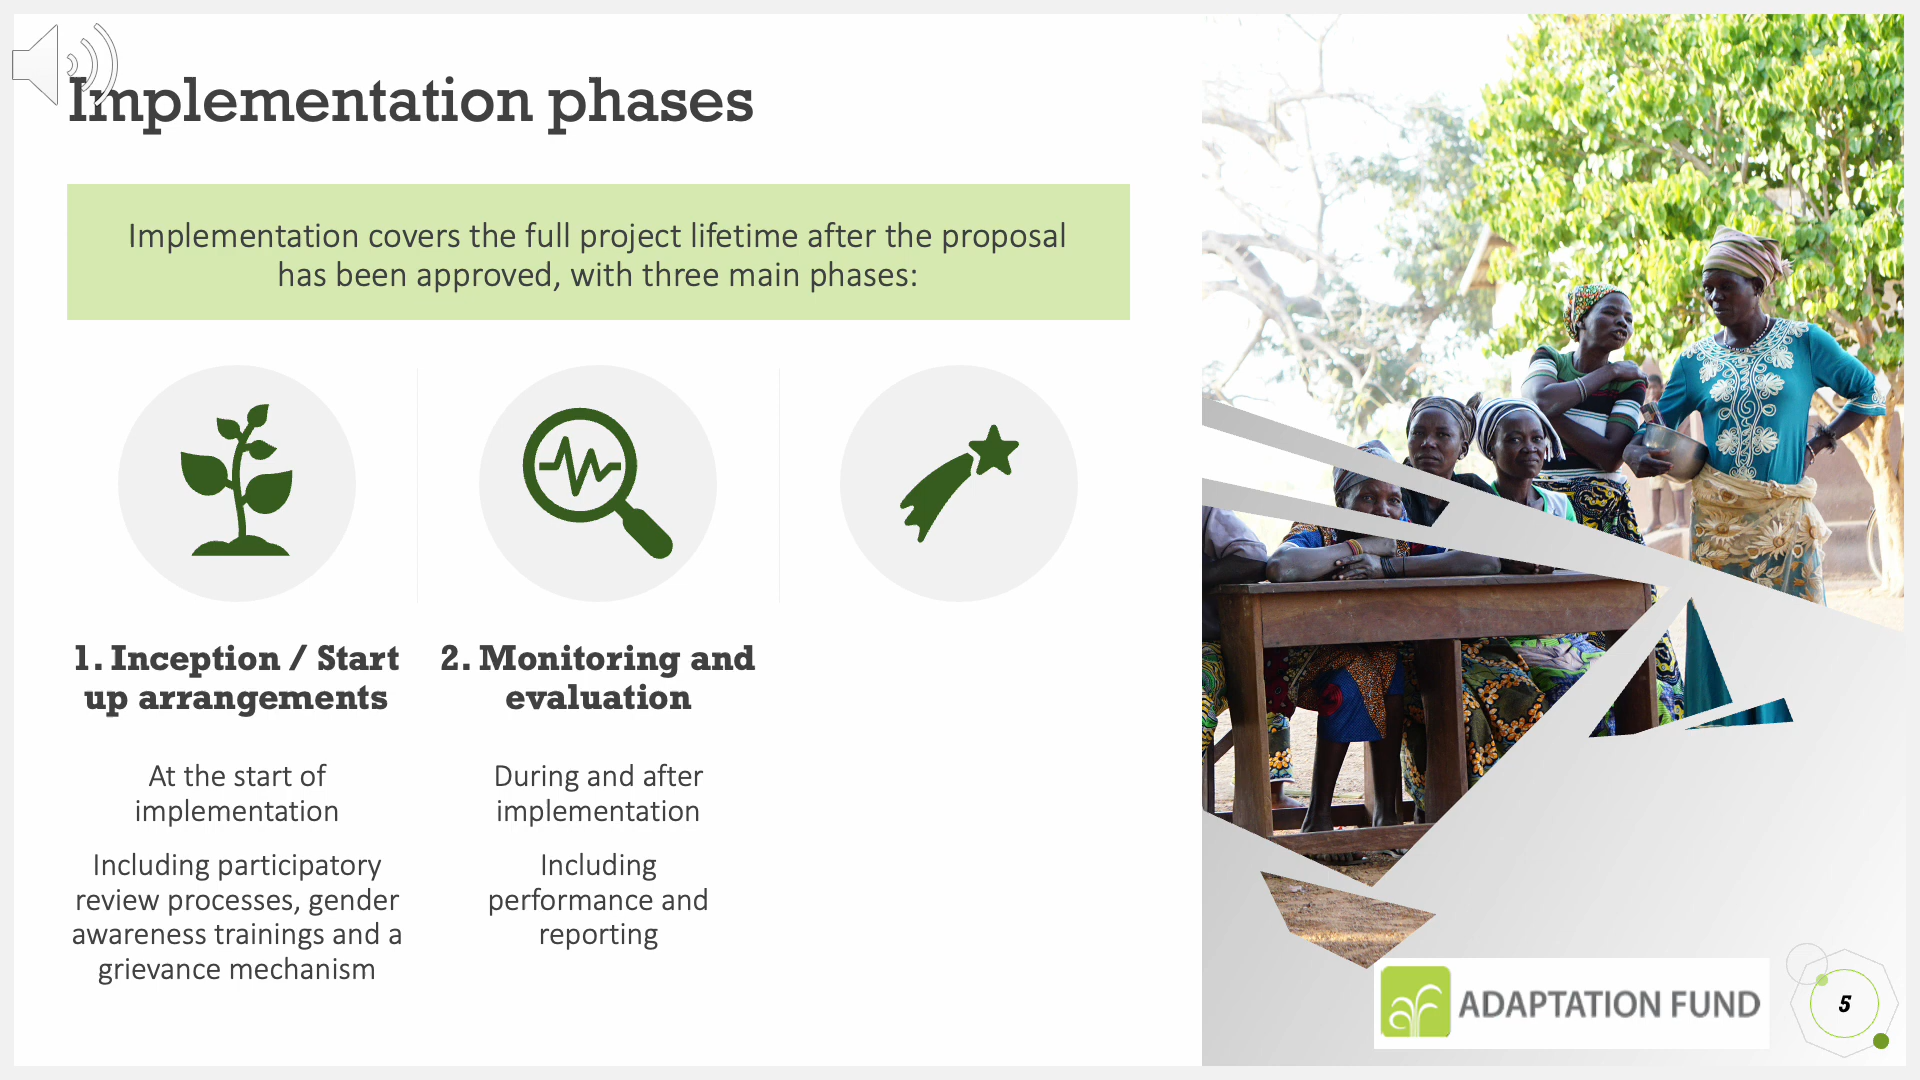 Implementation phases
Implementation covers the full project lifetime after the proposal
has been approved, with three main phases:
1. Inception / Start
up arrangements
At the start of
implementation
Including participatory
review processes, gender
awareness trainings and a
grievance mechanism
2. Monitoring and
evaluation
During and after
implementation
Including
performance and
reporting
ADAPTATION FUND
5